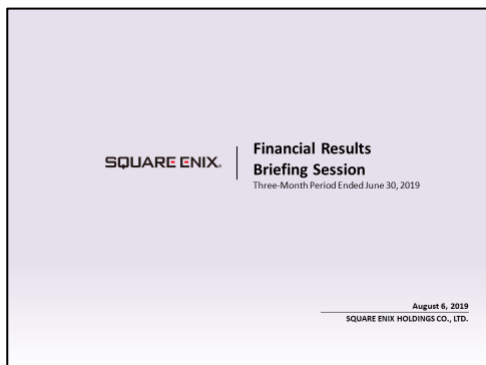 SQUARE ENIX.
Financial Results
Briefing Session
Three-Month Period Ended June 30, 2019
August 6, 2019
SQUARE ENIX HOLDINGS CO., LTD.